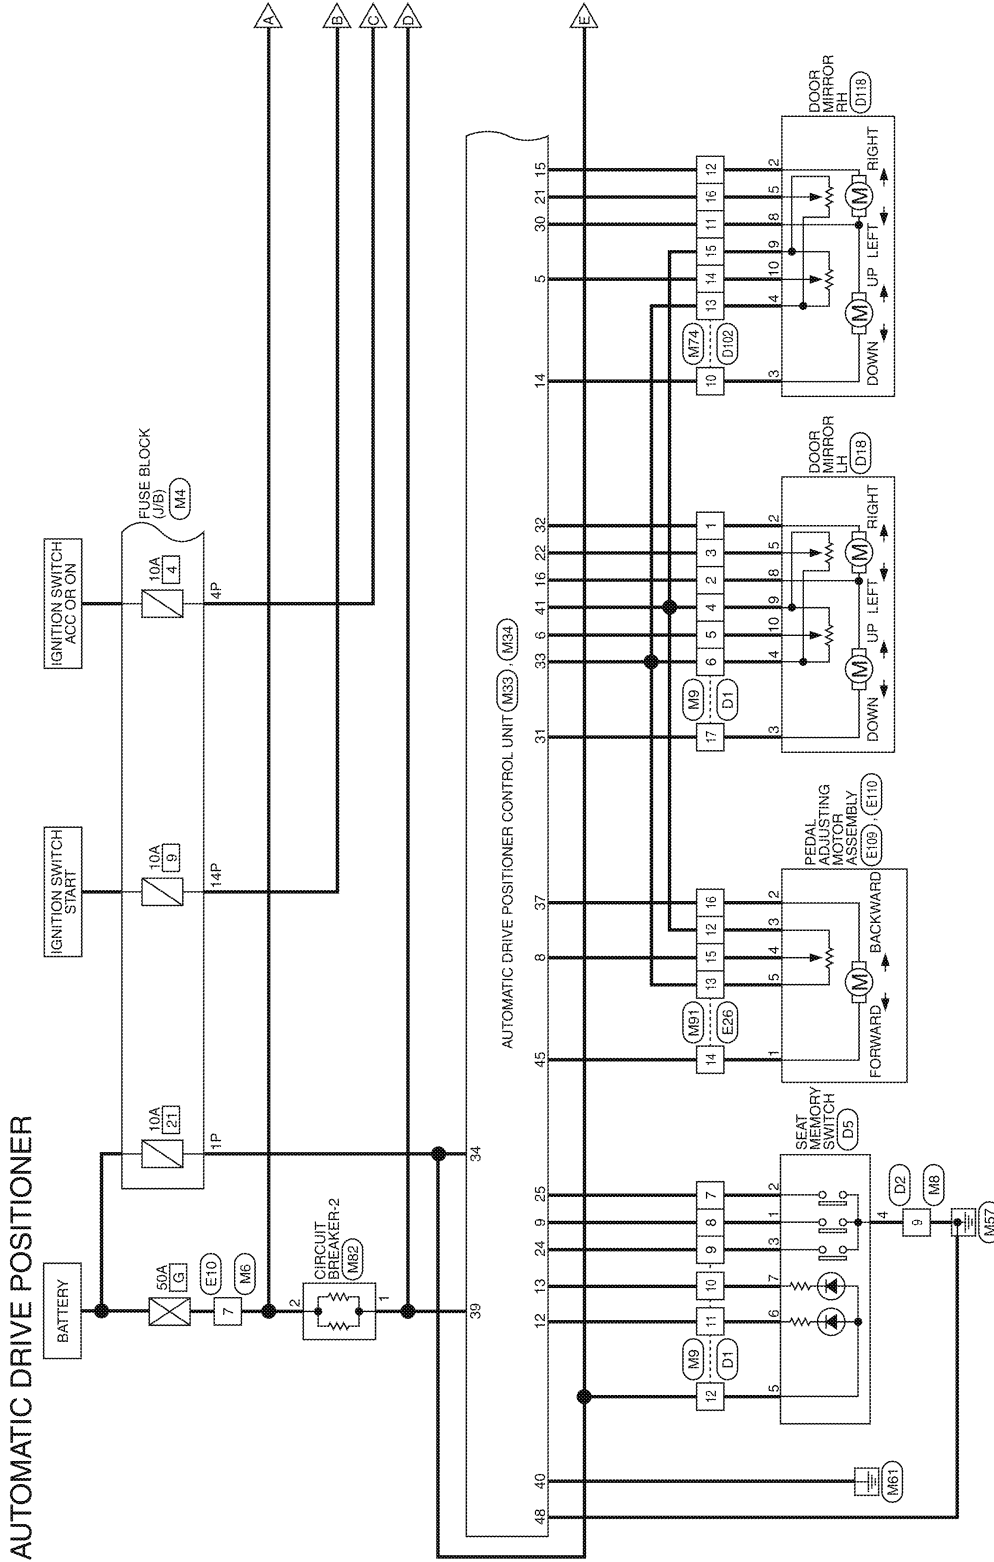 AUTOMATIC DRIVE POSITIONER
BATTERY
IGNITION SWITCH
START
IGNITION SWITCH
ACC OR ON
50A
G
E10
7
M6
10A
21
1P
10A
9
14P
10A
4
4P
FUSE BLOCK
(J/B)
M4
A
B
C
D
E
2
CIRCUIT
BREAKER-2
M82
1
39
34
AUTOMATIC DRIVE POSITIONER CONTROL UNIT M33 , M34
48
40
12
13
24
9
25
45
8
37
31
33
6
41
16
22
32
14
5
30
21
15
M9
D1
12
11
10
9
8
7
M91
E26
14
13
15
12
16
M9
D1
17
6
5
4
2
3
1
M74
D102
10
13
14
15
11
16
12
5
6
7
3
1
2
SEAT
MEMORY
SWITCH
D5
1
5
4
3
2
PEDAL
ADJUSTING
MOTOR
ASSEMBLY
E109 , E110
M
FORWARD
BACKWARD
3
4
10
9
8
5
2
DOOR
MIRROR
LH
D18
M
M
DOWN
UP
LEFT
RIGHT
3
4
10
9
8
5
2
DOOR
MIRROR
RH
D118
M
M
DOWN
UP
LEFT
RIGHT
M61
4
D2
9
M8
M57